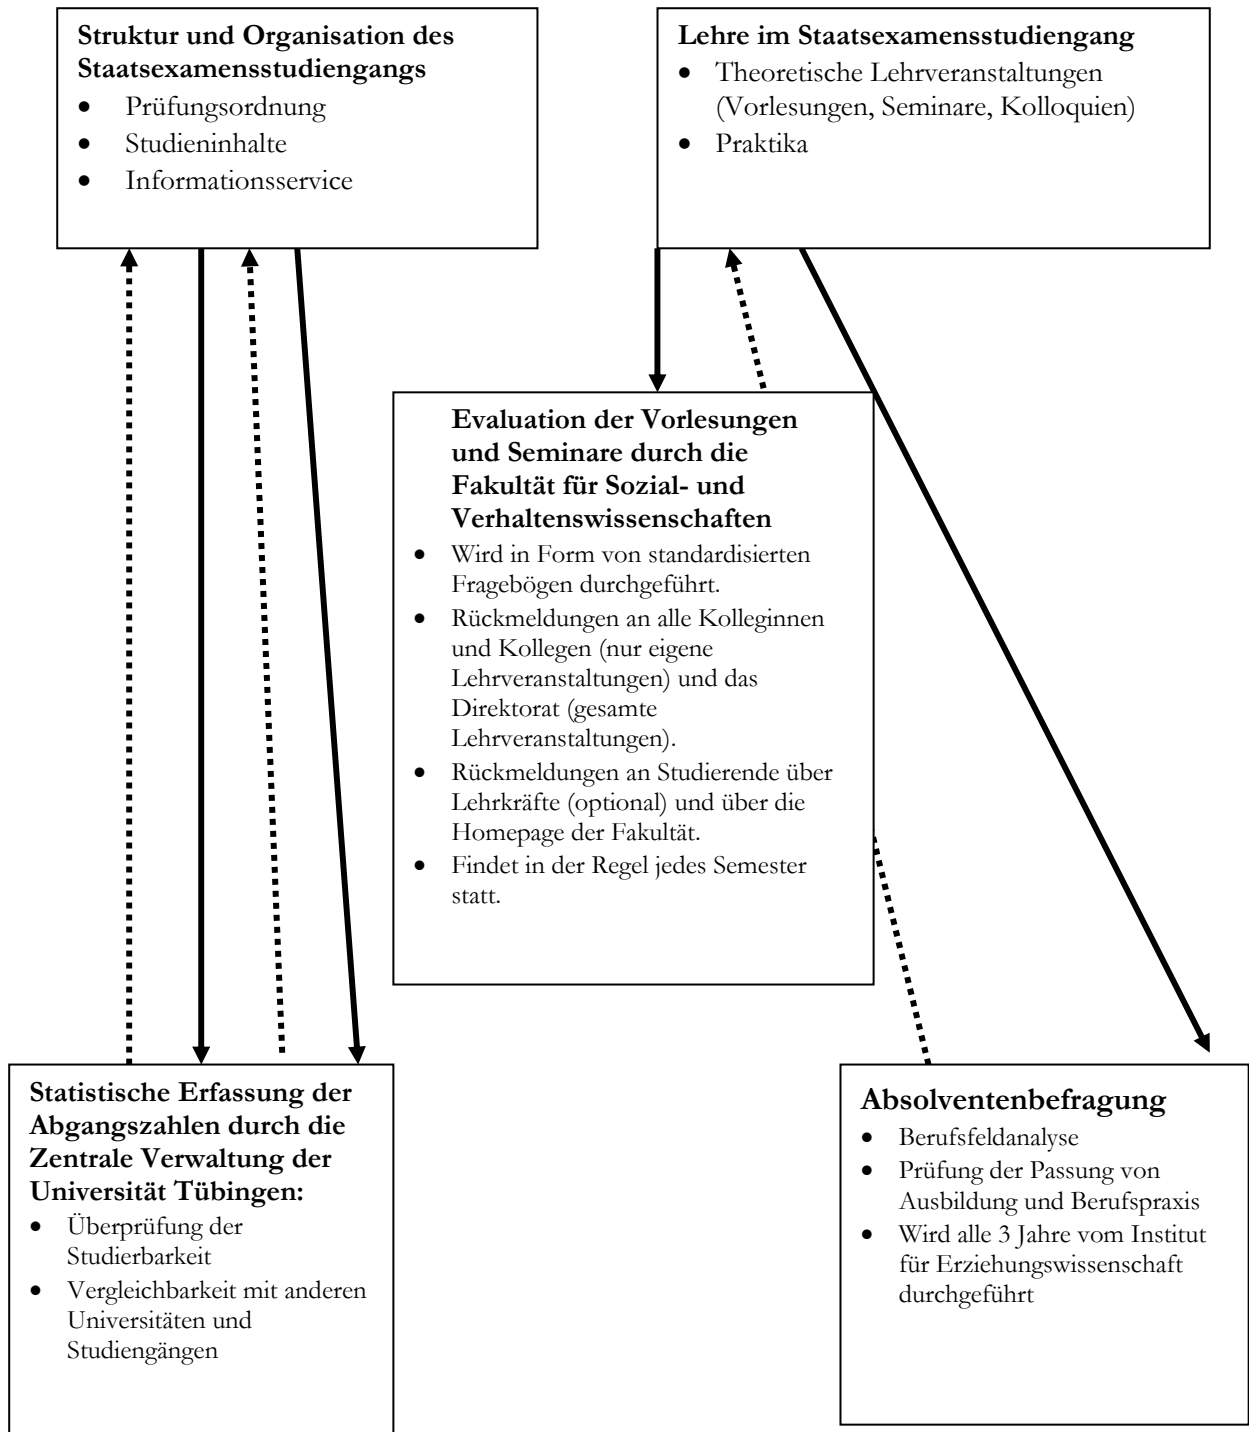 Struktur und Organisation des
Staatsexamensstudiengangs
• Prüfungsordnung
• Studieninhalte
• Informationsservice
Lehre im Staatsexamensstudiengang
• Theoretische Lehrveranstaltungen
(Vorlesungen, Seminare, Kolloquien)
• Praktika
Evaluation der Vorlesungen
und Seminare durch die
Fakultät für Sozial- und
Verhaltenswissenschaften
• Wird in Form von standardisierten
Fragebögen durchgeführt.
• Rückmeldungen an alle Kolleginnen
und Kollegen (nur eigene
Lehrveranstaltungen) und das
Direktorat (gesamte
Lehrveranstaltungen).
• Rückmeldungen an Studierende über
Lehrkräfte (optional) und über die
Homepage der Fakultät.
• Findet in der Regel jedes Semester
statt.
Statistische Erfassung der
Abgangszahlen durch die
Zentrale Verwaltung der
Universität Tübingen:
• Überprüfung der
Studierbarkeit
• Vergleichbarkeit mit anderen
Universitäten und
Studiengängen
Absolventenbefragung
• Berufsfeldanalyse
• Prüfung der Passung von
Ausbildung und Berufspraxis
• Wird alle 3 Jahre vom Institut
für Erziehungswissenschaft
durchgeführt